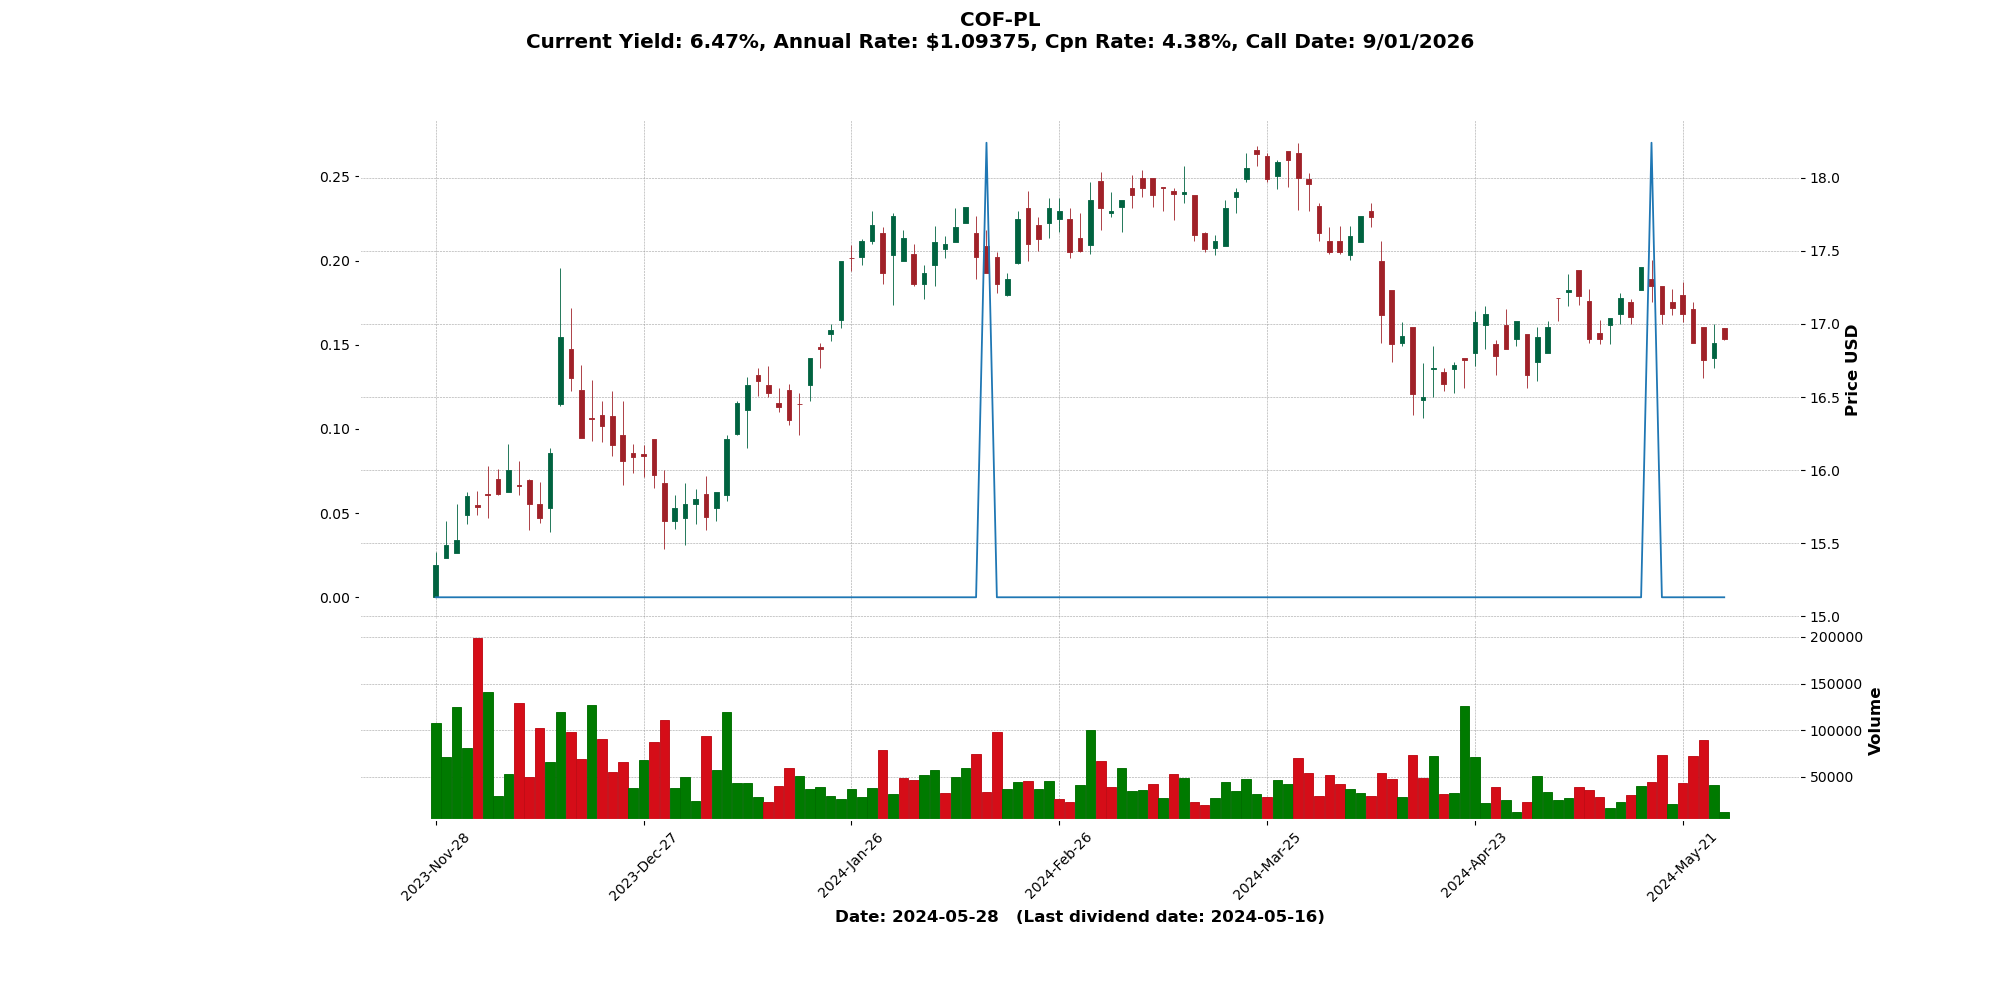 COF-PL
Current Yield: 6.47%, Annual Rate: $1.09375, Cpn Rate: 4.38%, Call Date: 9/01/2026
0.25
0.20
0.15
0.10
0.05
0.00
18.0
17.5
17.0
16.5
16.0
15.5
15.0
Price USD
200000
150000
100000
50000
Volume
2023-Nov-28
2023-Dec-27
2024-Jan-26
2024-Feb-26
2024-Mar-25
2024-Apr-23
2024-May-21
Date: 2024-05-28   (Last dividend date: 2024-05-16)